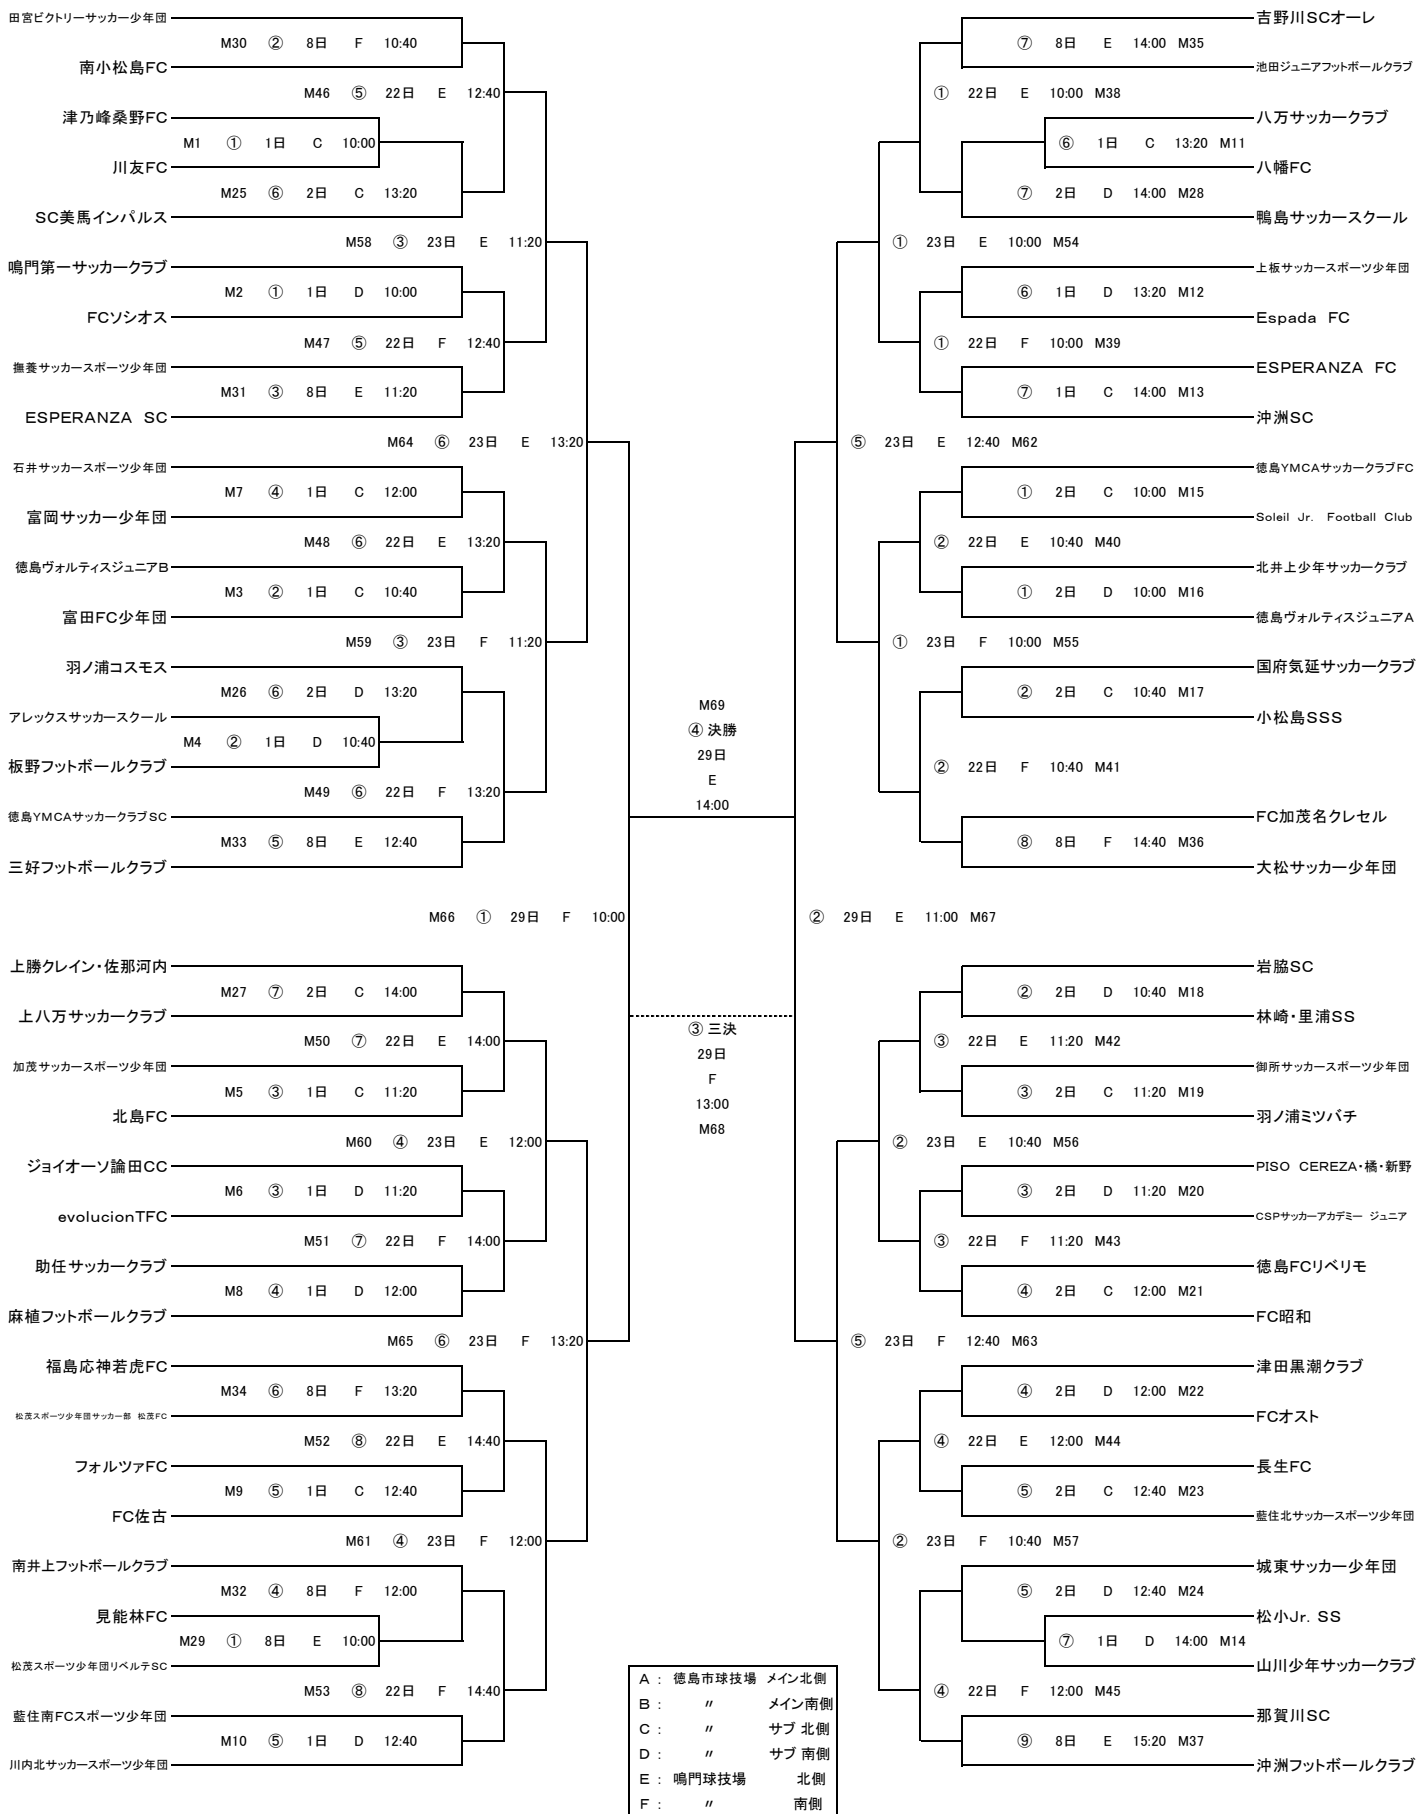 田宮ビクトリーサッカー少年団
M30 ② 8日 F 10:40
南小松島FC
M46 ⑤ 22日 E 12:40
津乃峰桑野FC
M1 ① 1日 C 10:00
川友FC
M25 ⑥ 2日 C 13:20
SC美馬インパルス
M58 ③ 23日 E 11:20
鳴門第一サッカークラブ
M2 ① 1日 D 10:00
FCソシオス
M47 ⑤ 22日 F 12:40
撫養サッカースポーツ少年団
M31 ③ 8日 E 11:20
ESPERANZA SC
M64 ⑥ 23日 E 13:20
石井サッカースポーツ少年団
M7 ④ 1日 C 12:00
富岡サッカー少年団
M48 ⑥ 22日 E 13:20
徳島ヴォルティスジュニアB
M3 ② 1日 C 10:40
富田FC少年団
M59 ③ 23日 F 11:20
羽ノ浦コスモス
M26 ⑥ 2日 D 13:20
アレックスサッカースクール
M4 ② 1日 D 10:40
板野フットボールクラブ
M49 ⑥ 22日 F 13:20
徳島YMCAサッカークラブSC
M33 ⑤ 8日 E 12:40
三好フットボールクラブ
M66 ① 29日 F 10:00
上勝クレイン・佐那河内
M27 ⑦ 2日 C 14:00
上八万サッカークラブ
M50 ⑦ 22日 E 14:00
加茂サッカースポーツ少年団
M5 ③ 1日 C 11:20
北島FC
M60 ④ 23日 E 12:00
ジョイオーソ論田CC
M6 ③ 1日 D 11:20
evolucionTFC
M51 ⑦ 22日 F 14:00
助任サッカークラブ
M8 ④ 1日 D 12:00
麻植フットボールクラブ
M65 ⑥ 23日 F 13:20
福島応神若虎FC
M34 ⑥ 8日 F 13:20
松茂スポーツ少年団サッカー部 松茂FC
M52 ⑧ 22日 E 14:40
フォルツァFC
M9 ⑤ 1日 C 12:40
FC佐古
M61 ④ 23日 F 12:00
南井上フットボールクラブ
M32 ④ 8日 F 12:00
見能林FC
M29 ① 8日 E 10:00
松茂スポーツ少年団リベルテSC
M53 ⑧ 22日 F 14:40
藍住南FCスポーツ少年団
M10 ⑤ 1日 D 12:40
川内北サッカースポーツ少年団
M69
④ 決勝
29日
E
14:00
③ 三決
29日
F
13:00
M68
A : 徳島市球技場 メイン北側
B : 〃 メイン南側
C : 〃 サブ 北側
D : 〃 サブ 南側
E : 鳴門球技場 北側
F : 〃 南側
吉野川SCオーレ
⑦ 8日 E 14:00 M35
池田ジュニアフットボールクラブ
① 22日 E 10:00 M38
八万サッカークラブ
⑥ 1日 C 13:20 M11
八幡FC
⑦ 2日 D 14:00 M28
鴨島サッカースクール
① 23日 E 10:00 M54
上板サッカースポーツ少年団
⑥ 1日 D 13:20 M12
Espada FC
① 22日 F 10:00 M39
ESPERANZA FC
⑦ 1日 C 14:00 M13
沖洲SC
⑤ 23日 E 12:40 M62
徳島YMCAサッカークラブFC
① 2日 C 10:00 M15
Soleil Jr. Football Club
② 22日 E 10:40 M40
北井上少年サッカークラブ
① 2日 D 10:00 M16
徳島ヴォルティスジュニアA
① 23日 F 10:00 M55
国府気延サッカークラブ
② 2日 C 10:40 M17
小松島SSS
② 22日 F 10:40 M41
FC加茂名クレセル
⑧ 8日 F 14:40 M36
大松サッカー少年団
② 29日 E 11:00 M67
岩脇SC
② 2日 D 10:40 M18
林崎・里浦SS
③ 22日 E 11:20 M42
御所サッカースポーツ少年団
③ 2日 C 11:20 M19
羽ノ浦ミツバチ
② 23日 E 10:40 M56
PISO CEREZA・橘・新野
③ 2日 D 11:20 M20
CSPサッカーアカデミー ジュニア
③ 22日 F 11:20 M43
徳島FCリベリモ
④ 2日 C 12:00 M21
FC昭和
⑤ 23日 F 12:40 M63
津田黒潮クラブ
④ 2日 D 12:00 M22
FCオスト
④ 22日 E 12:00 M44
長生FC
⑤ 2日 C 12:40 M23
藍住北サッカースポーツ少年団
② 23日 F 10:40 M57
城東サッカー少年団
⑤ 2日 D 12:40 M24
松小Jr. SS
⑦ 1日 D 14:00 M14
山川少年サッカークラブ
④ 22日 F 12:00 M45
那賀川SC
⑨ 8日 E 15:20 M37
沖洲フットボールクラブ